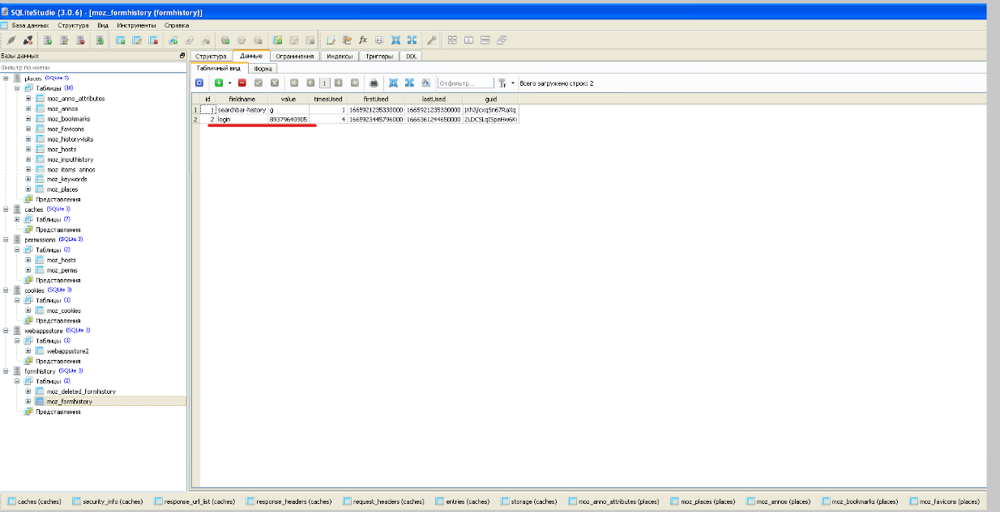 SQLiteStudio (3.0.6) - [moz_formhistory (formhistory)]
База данных Структура Вид Инструменты Справка
Базы данных
Фильтр по имени
places (SQLite 3)
Таблицы (10)
moz_anno_attributes
moz_annos
moz_bookmarks
moz_favicons
moz_historyvisits
moz_hosts
moz_inputhistory
moz_items_annos
moz_keywords
moz_places
Представления
caches (SQLite 3)
Таблицы (7)
Представления
permissions (SQLite 3)
Таблицы (2)
moz_hosts
moz_perms
Представления
cookies (SQLite 3)
Таблицы (1)
moz_cookies
Представления
webappsstore (SQLite 3)
Таблицы (1)
webappsstore2
Представления
formhistory (SQLite 3)
Таблицы (2)
moz_deleted_formhistory
moz_formhistory
Представления
Структура Данные Ограничения Индексы Триггеры DDL
Табличный вид Форма
1 Отфильтр... Всего загружено строк: 2
id fieldname value timesUsed firstUsed lastUsed guid
1 1 searchbar-history g 1 1665921235330000 1665921235330000 jXh3/cxqSn67RaXq
2 2 login 89379640905 4 1665923445796000 1666361244650000
caches (caches) security_info (caches) response_url_list (caches) response_headers (caches) request_headers (caches) entries (caches) storage (caches) moz_anno_attributes (places) moz_places (places) moz_annos (places) moz_bookmarks (places) moz_favicons (places)